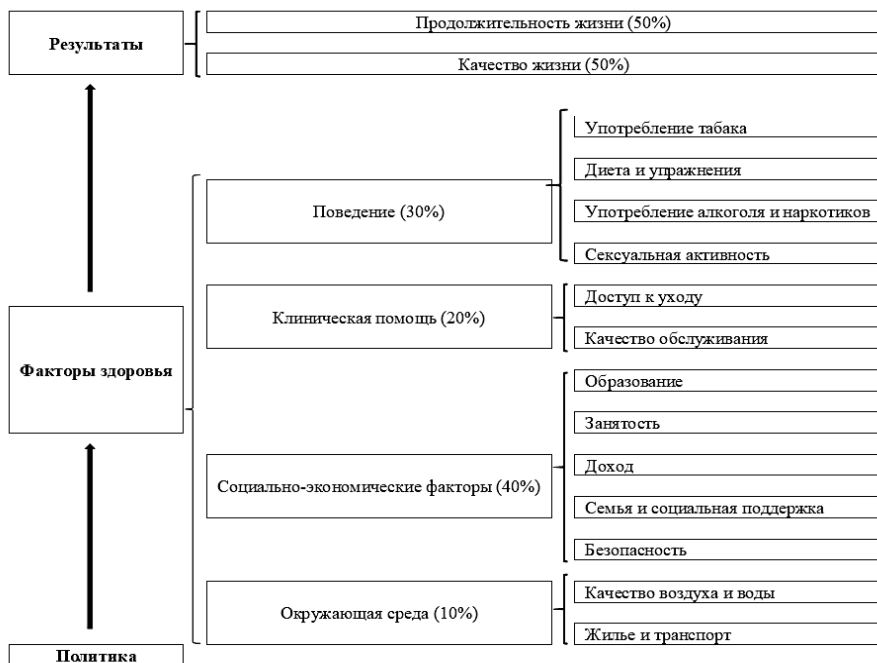 Результаты
Продолжительность жизни (50%)
Качество жизни (50%)
Факторы здоровья
Поведение (30%)
Употребление табака
Диета и упражнения
Употребление алкоголя и наркотиков
Сексуальная активность
Клиническая помощь (20%)
Доступ к уходу
Качество обслуживания
Социально-экономические факторы (40%)
Образование
Занятость
Доход
Семья и социальная поддержка
Безопасность
Окружающая среда (10%)
Качество воздуха и воды
Жилье и транспорт
Политика